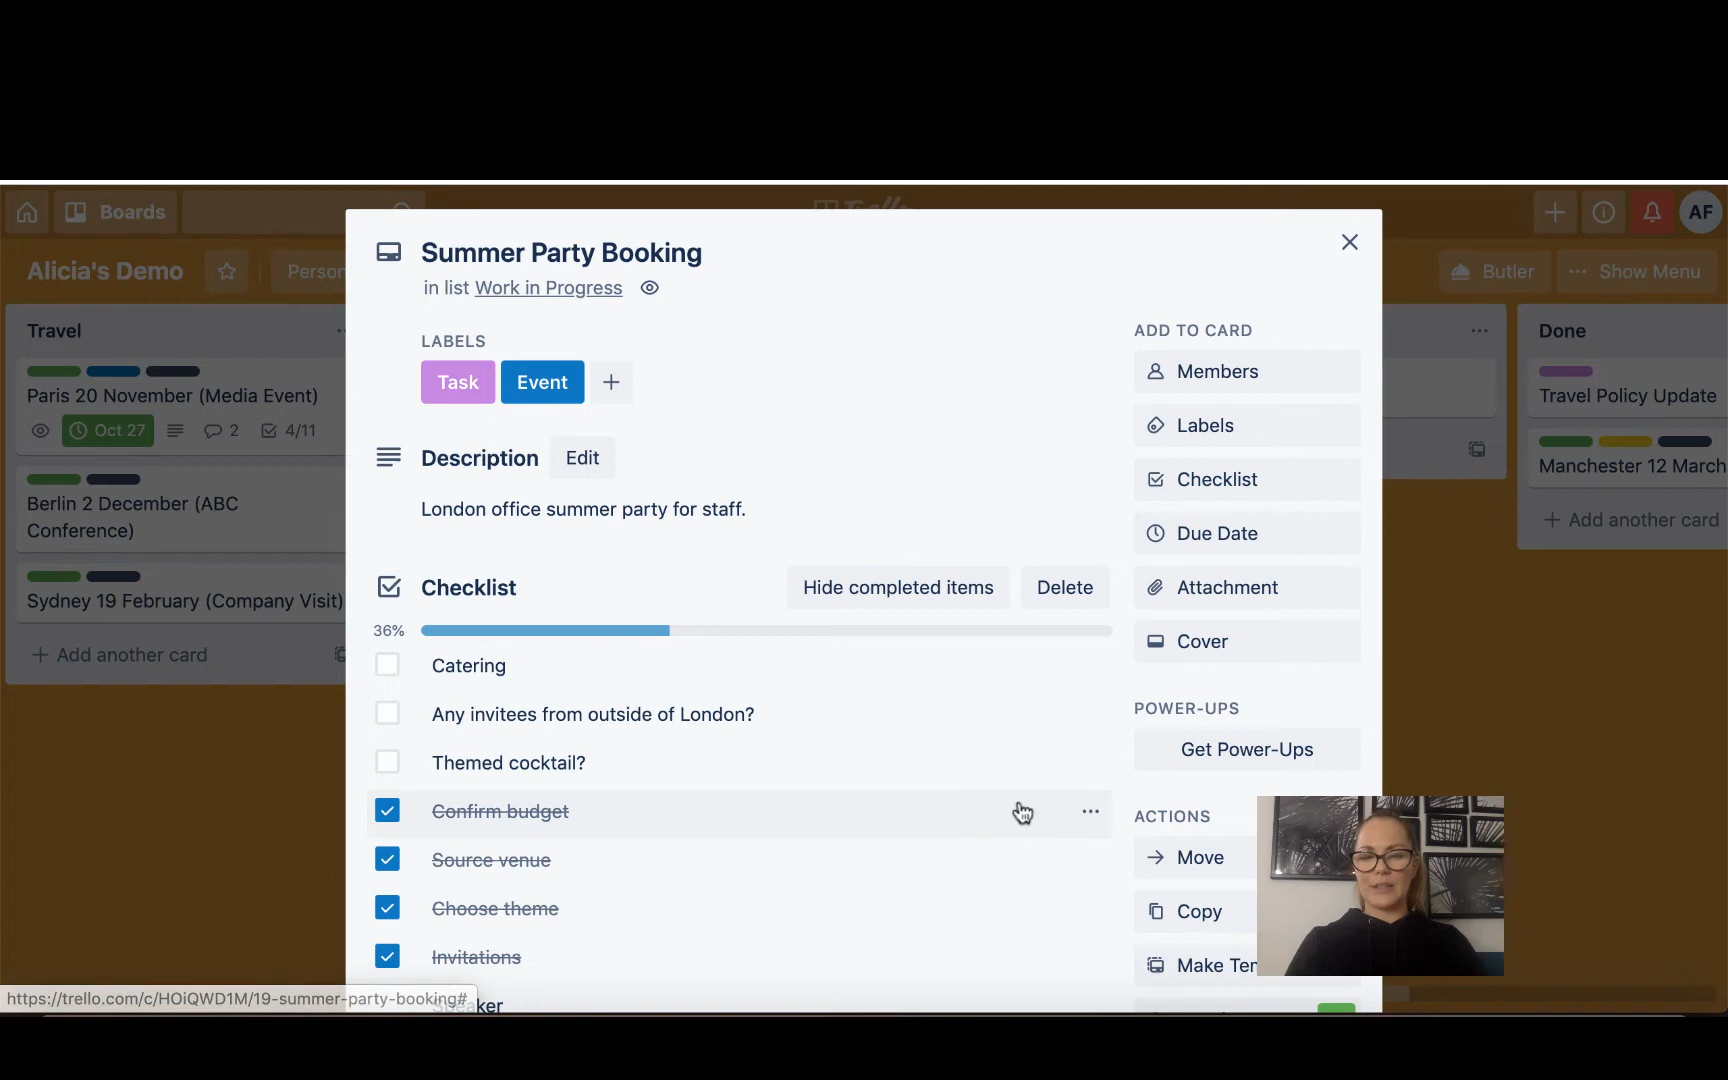 Boards
Trello
AF
Alicia's Demo
Person
Butler
Show Menu
Travel
Paris 20 November (Media Event)
Oct 27
2
4/11
Berlin 2 December (ABC
Conference)
Sydney 19 February (Company Visit)
Add another card
Summer Party Booking
in list Work in Progress
LABELS
Task
Event
Description
Edit
London office summer party for staff.
Checklist
Hide completed items
Delete
36%
Catering
Any invitees from outside of London?
Themed cocktail?
Confirm budget
Source venue
Choose theme
Invitations
Speaker
ADD TO CARD
Members
Labels
Checklist
Due Date
Attachment
Cover
POWER-UPS
Get Power-Ups
ACTIONS
Move
Copy
Make Ten
Done
Travel Policy Update
Manchester 12 March
Add another card
https://trello.com/c/HOiQWD1M/19-summer-party-booking#